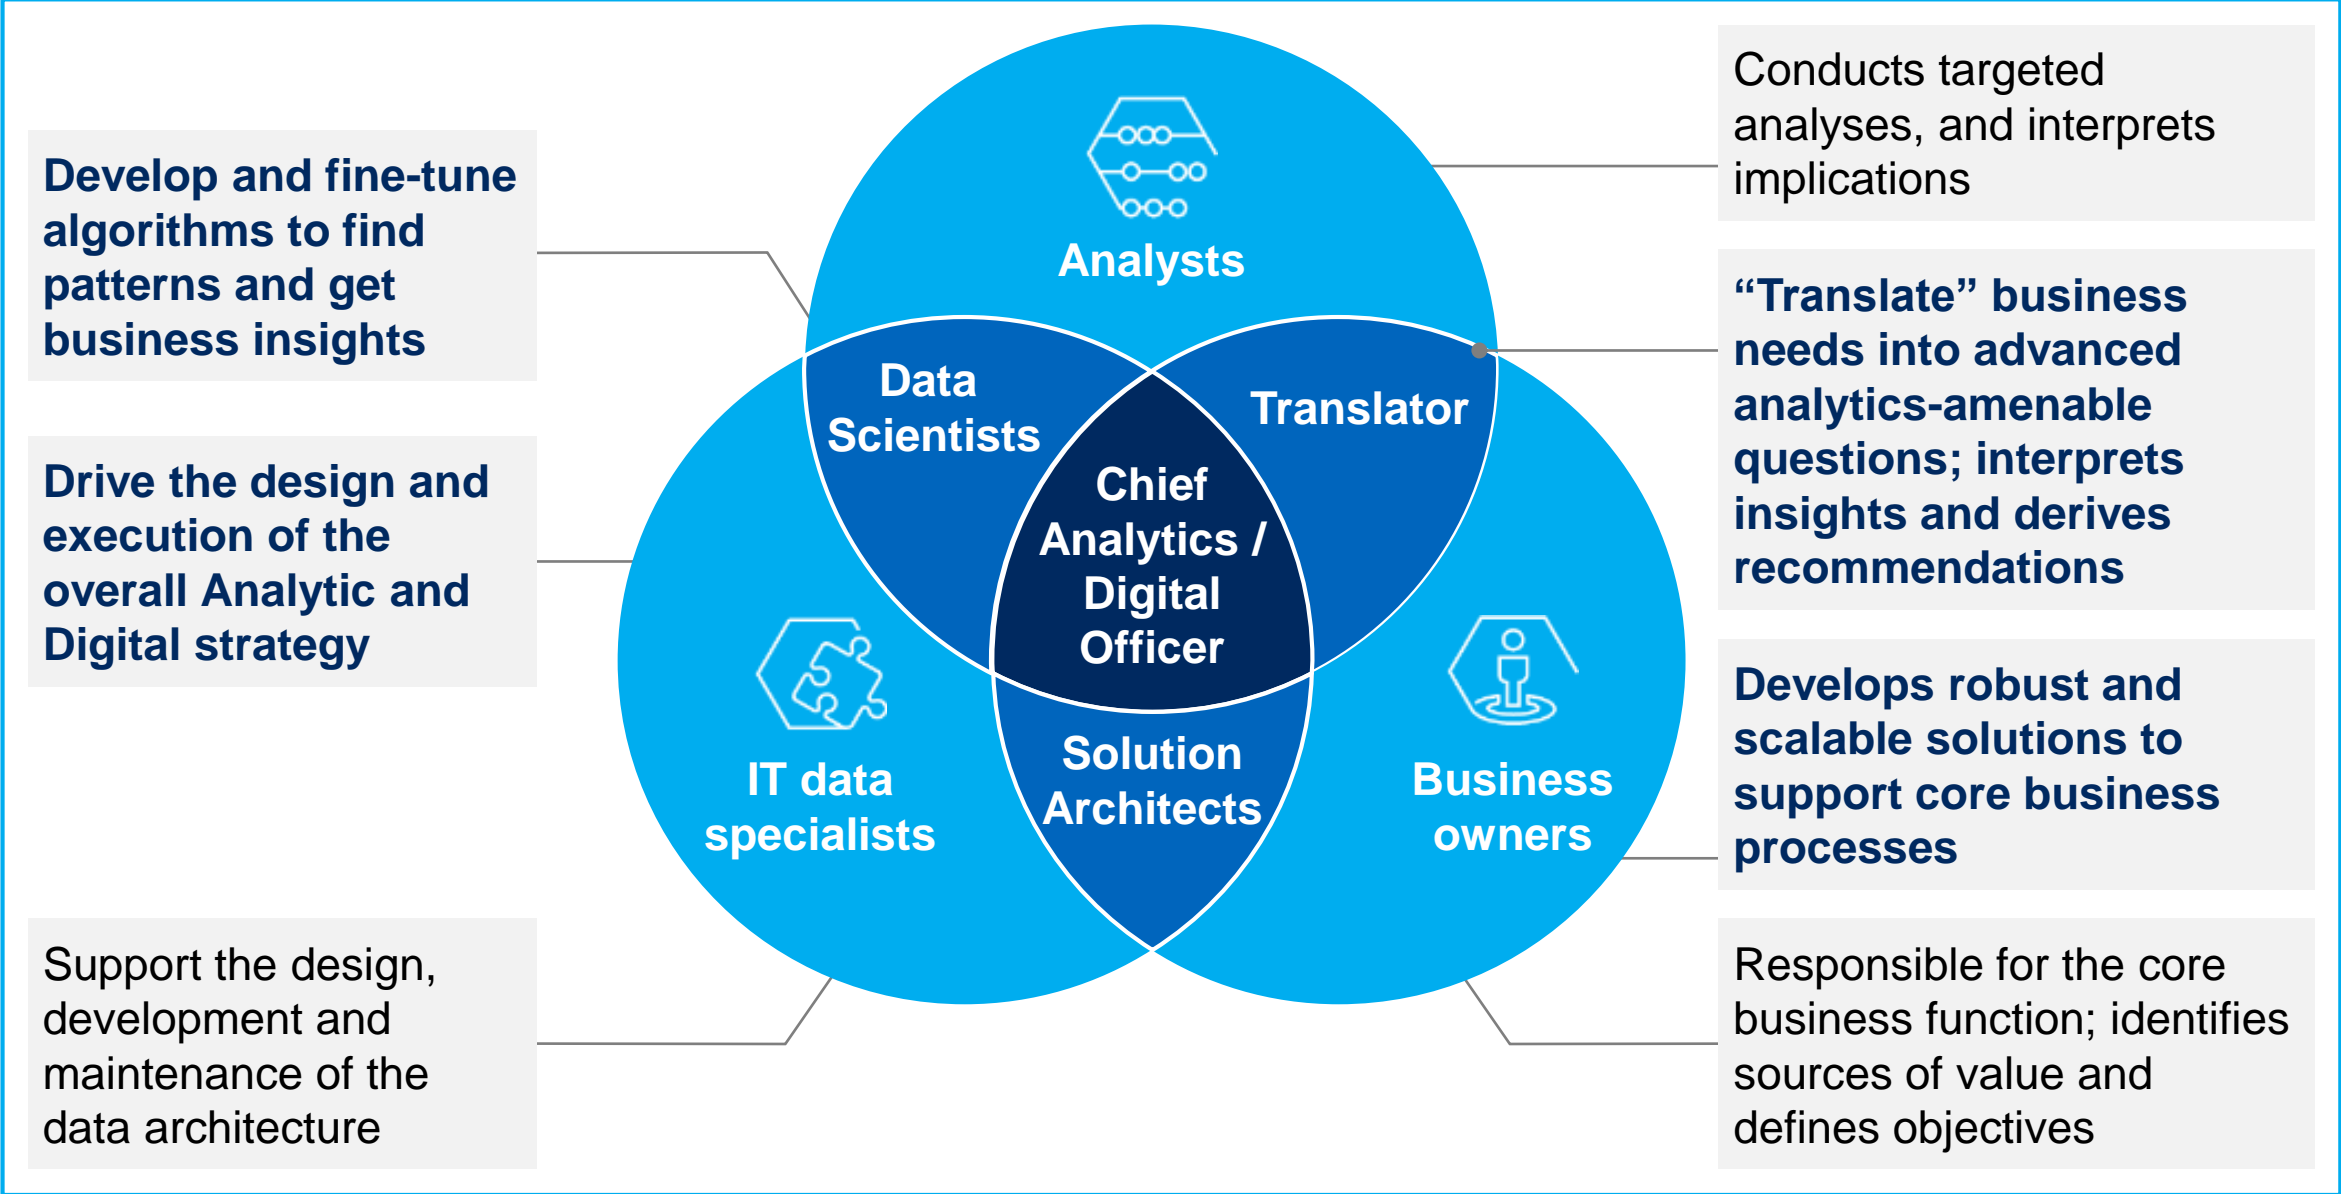 Develop and fine-tune
algorithms to find
patterns and get
business insights
Drive the design and
execution of the
overall Analytic and
Digital strategy
Support the design,
development and
maintenance of the
data architecture
Analysts
Data
Scientists
Translator
Chief
Analytics /
Digital
Officer
IT data
specialists
Solution
Architects
Business
owners
Conducts targeted
analyses, and interprets
implications
“Translate” business
needs into advanced
analytics-amenable
questions; interprets
insights and derives
recommendations
Develops robust and
scalable solutions to
support core business
processes
Responsible for the core
business function; identifies
sources of value and
defines objectives